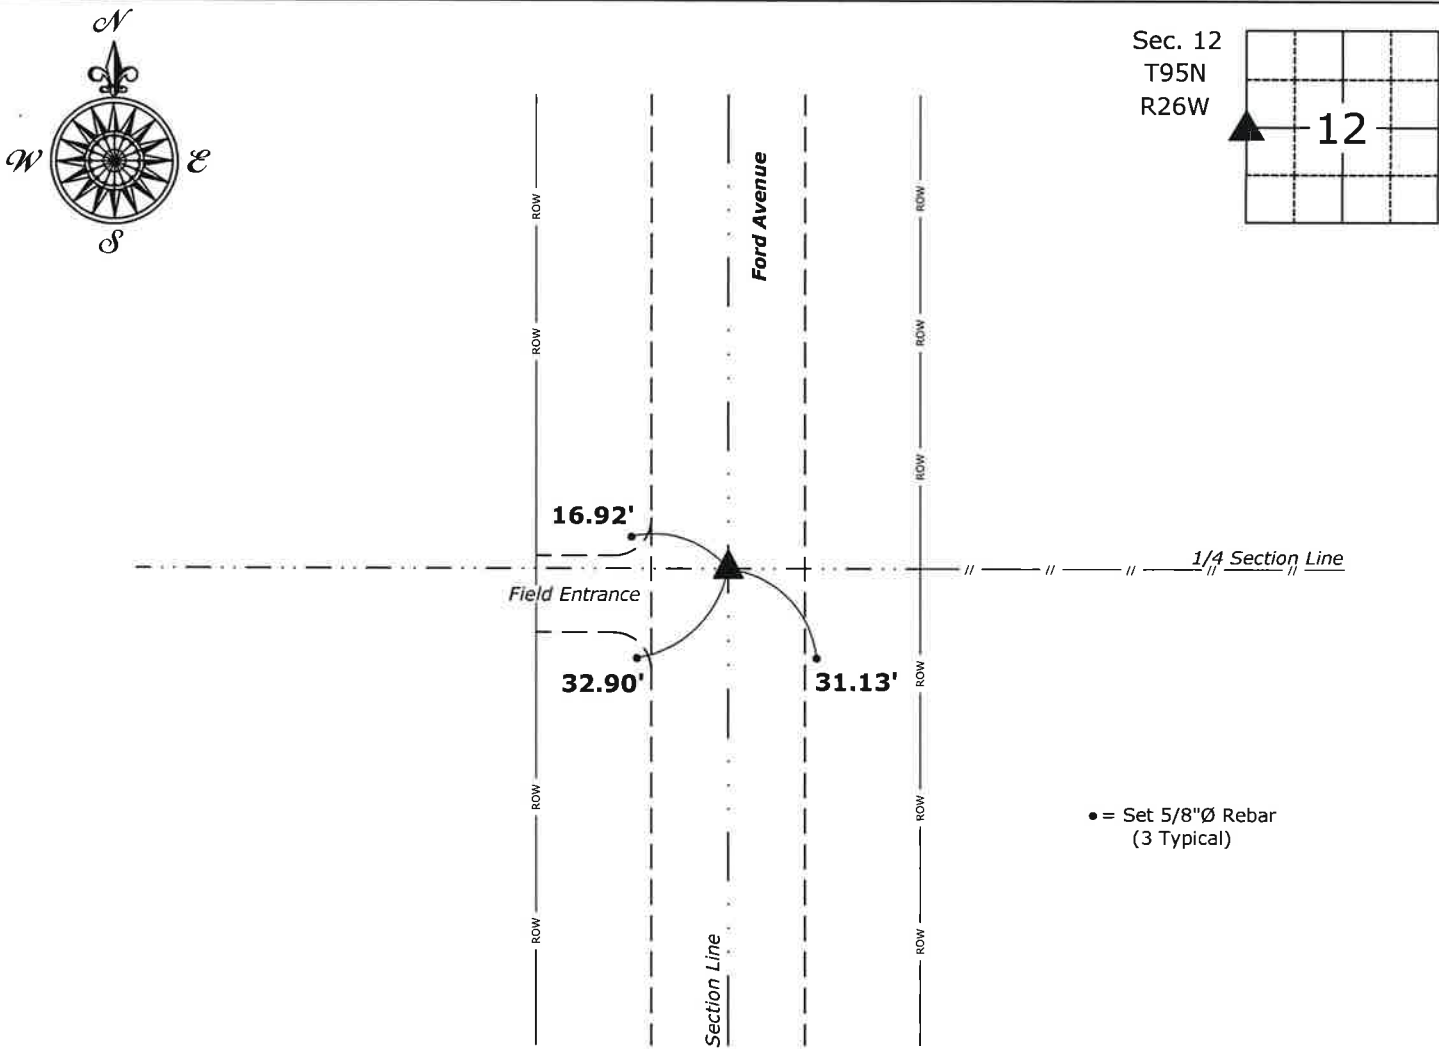 N
W
E
S
Sec. 12
T95N
R26W
12
Ford Avenue
ROW
ROW
ROW
ROW
ROW
16.92'
1/4 Section Line
// // // // //
Field Entrance
32.90'
31.13'
ROW
ROW
ROW
ROW
ROW
● = Set 5/8"Ø Rebar
(3 Typical)
Section Line